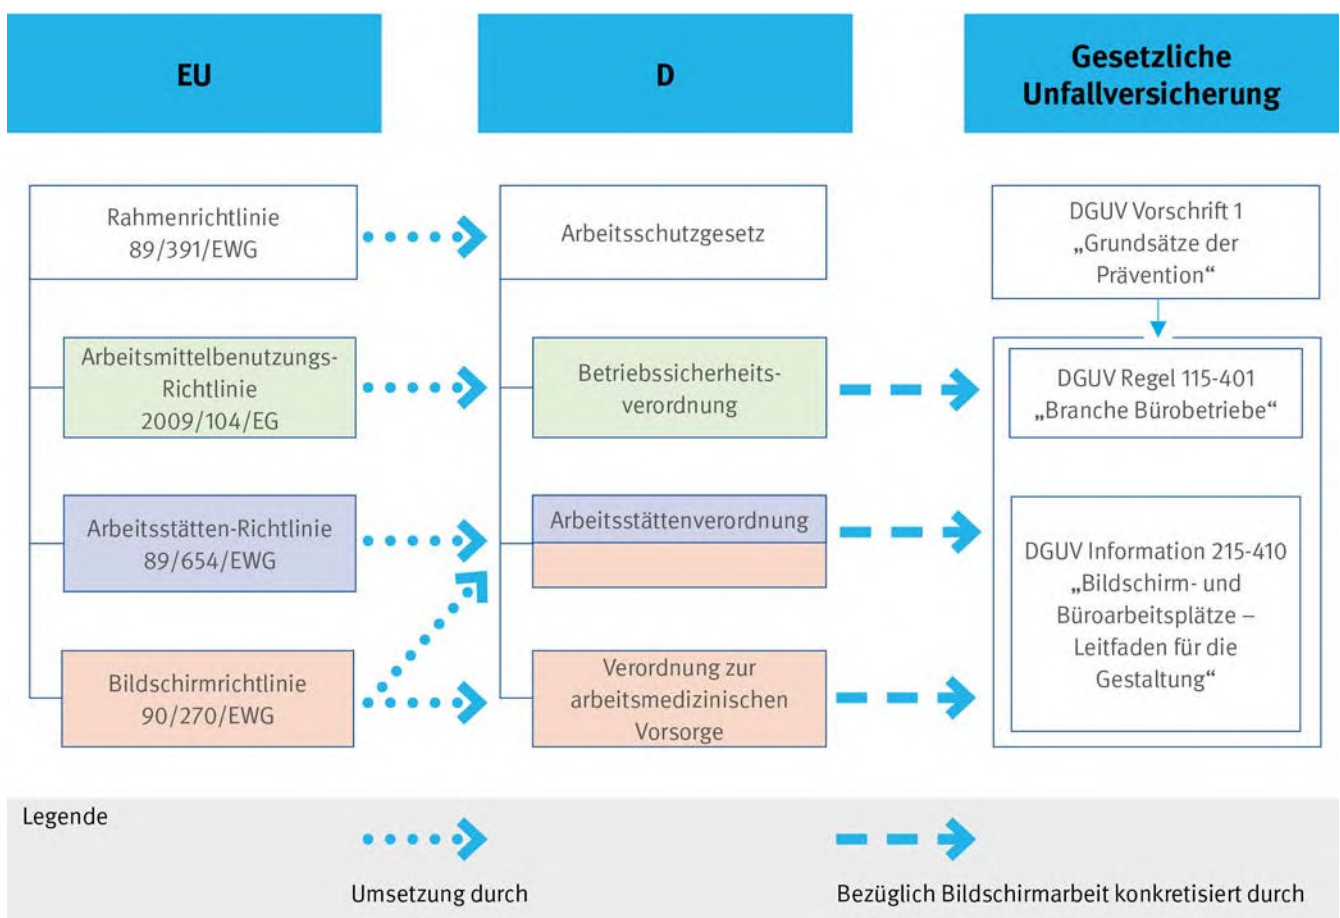 EU
D
Gesetzliche
Unfallversicherung
Rahmenrichtlinie
89/391/EWG
Arbeitsschutzgesetz
DGUV Vorschrift 1
„Grundsätze der
Prävention“
Arbeitsmittelbenutzungs-
Richtlinie
2009/104/EG
Betriebssicherheits-
verordnung
DGUV Regel 115-401
„Branche Bürobetriebe“
Arbeitsstätten-Richtlinie
89/654/EWG
Arbeitsstättenverordnung
DGUV Information 215-410
„Bildschirm- und
Büroarbeitsplätze –
Leitfaden für die
Gestaltung“
Bildschirmrichtlinie
90/270/EWG
Verordnung zur
arbeitsmedizinischen
Vorsorge
Legende
Umsetzung durch
Bezüglich Bildschirmarbeit konkretisiert durch